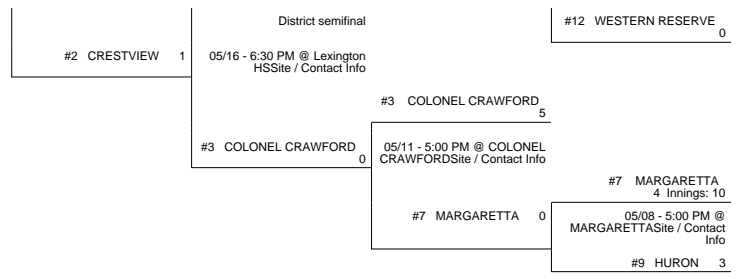 District semifinal
#12 WESTERN RESERVE
0
#2 CRESTVIEW 1
05/16 - 6:30 PM @ Lexington
HSSite / Contact Info
#3 COLONEL CRAWFORD
5
#3 COLONEL CRAWFORD
0
05/11 - 5:00 PM @ COLONEL
CRAWFORDSite / Contact Info
#7 MARGARETTA
4 Innings: 10
#7 MARGARETTA 0
05/08 - 5:00 PM @
MARGARETTASite / Contact
Info
#9 HURON 3